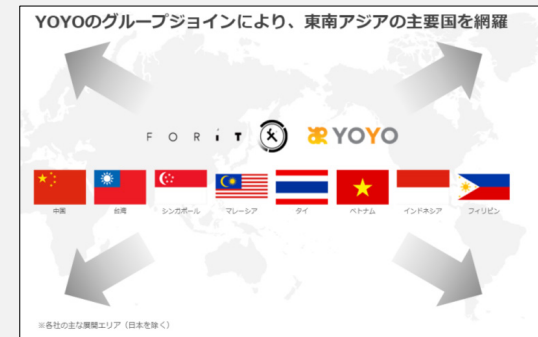 YOYOのグループジョインにより、東南アジアの主要国を網羅
FORiT YOYO
中国 台湾 シンガポール マレーシア タイ ベトナム インドネシア フィリピン
※各社の主な展開エリア（日本を除く）